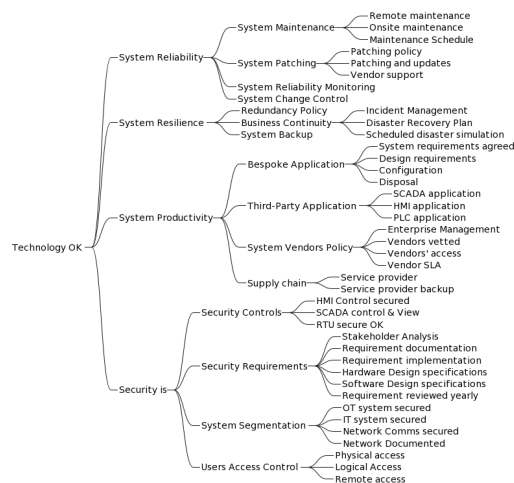 Technology OK
System Reliability
System Maintenance
Remote maintenance
Onsite maintenance
Maintenance Schedule
System Patching
Patching policy
Patching and updates
Vendor support
System Reliability Monitoring
System Change Control
System Resilience
Redundancy Policy
Business Continuity
Incident Management
Disaster Recovery Plan
Scheduled disaster simulation
System Backup
System Productivity
Bespoke Application
System requirements agreed
Design requirements
Configuration
Disposal
Third-Party Application
SCADA application
HMI application
PLC application
System Vendors Policy
Enterprise Management
Vendors vetted
Vendors' access
Vendor SLA
Supply chain
Service provider
Service provider backup
Security is
Security Controls
HMI Control secured
SCADA control & View
RTU secure OK
Security Requirements
Stakeholder Analysis
Requirement documentation
Requirement implementation
Hardware Design specifications
Software Design specifications
Requirement reviewed yearly
System Segmentation
OT system secured
IT system secured
Network Comms secured
Network Documented
Users Access Control
Physical access
Logical Access
Remote access